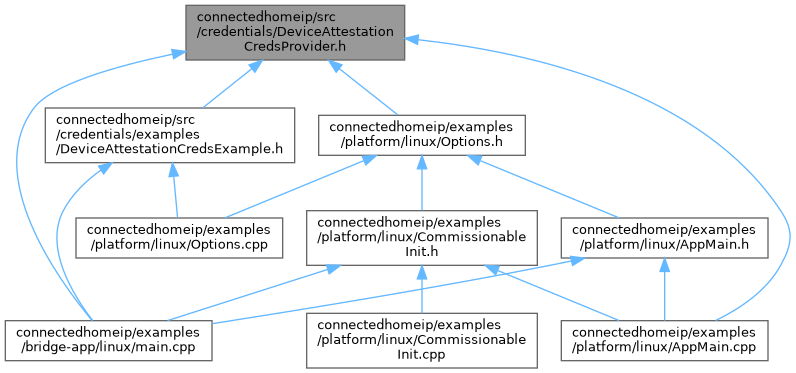 connectedhomeip/src
/credentials/DeviceAttestation
CredsProvider.h
connectedhomeip/src
/credentials/examples
/DeviceAttestationCredsExample.h
connectedhomeip/examples
/platform/linux/Options.h
connectedhomeip/examples
/platform/linux/Options.cpp
connectedhomeip/examples
/platform/linux/Commissionable
Init.h
connectedhomeip/examples
/platform/linux/AppMain.h
connectedhomeip/examples
/bridge-app/linux/main.cpp
connectedhomeip/examples
/platform/linux/Commissionable
Init.cpp
connectedhomeip/examples
/platform/linux/AppMain.cpp